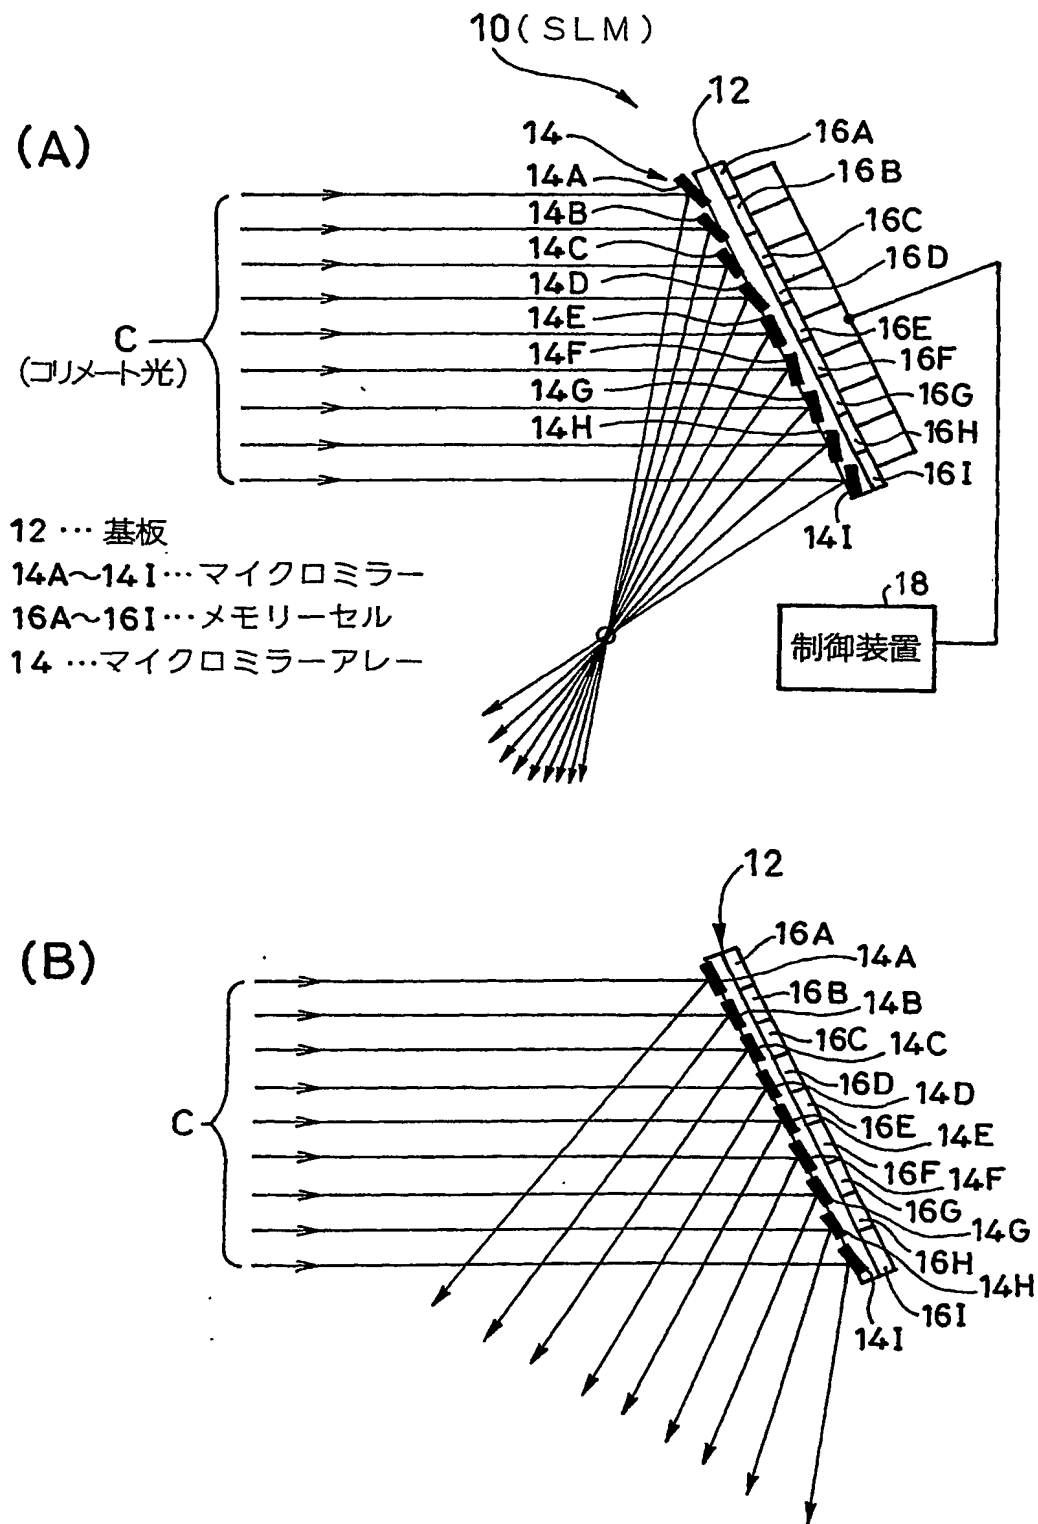 10(SLM)
(A)
12
14
16A
14A
16B
14B
16C
14C
16D
14D
14E
16E
C
(コリメート光)
14F
16F
14G
16G
14H
16H
16I
14I
12 … 基板
14A～14I…マイクロミラー
16A～16I…メモリーセル
14 …マイクロミラーアレー
18
制御装置
(B)
12
16A
14A
16B
14B
16C
14C
16D
14D
C
16E
14E
16F
14F
16G
14G
16H
14H
16I
14I